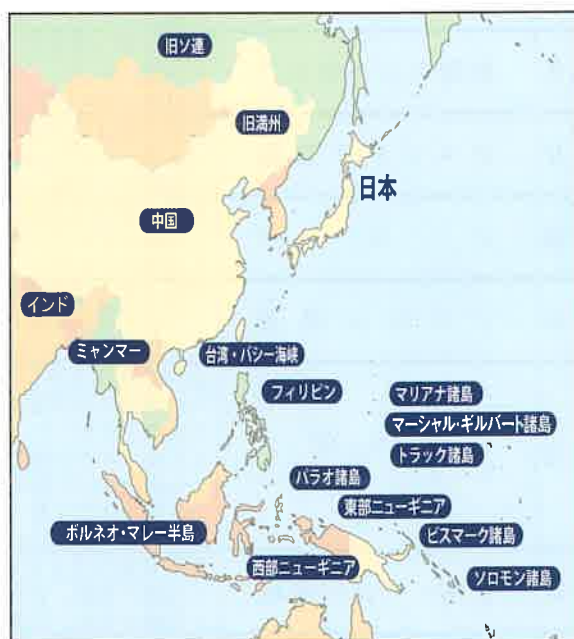 旧ソ連
旧満州
日本
中国
インド
ミャンマー
台湾・バシー海峡
フィリピン
マリアナ諸島
マーシャル・ギルバート諸島
トラック諸島
パラオ諸島
東部ニューギニア
ボルネオ・マレー半島
ビスマーク諸島
西部ニューギニア
ソロモン諸島